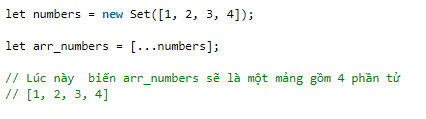 let numbers = new Set([1, 2, 3, 4]);
let arr_numbers = [...numbers];
// Lúc này biến arr_numbers sẽ là một mảng gồm 4 phần tử
// [1, 2, 3, 4]